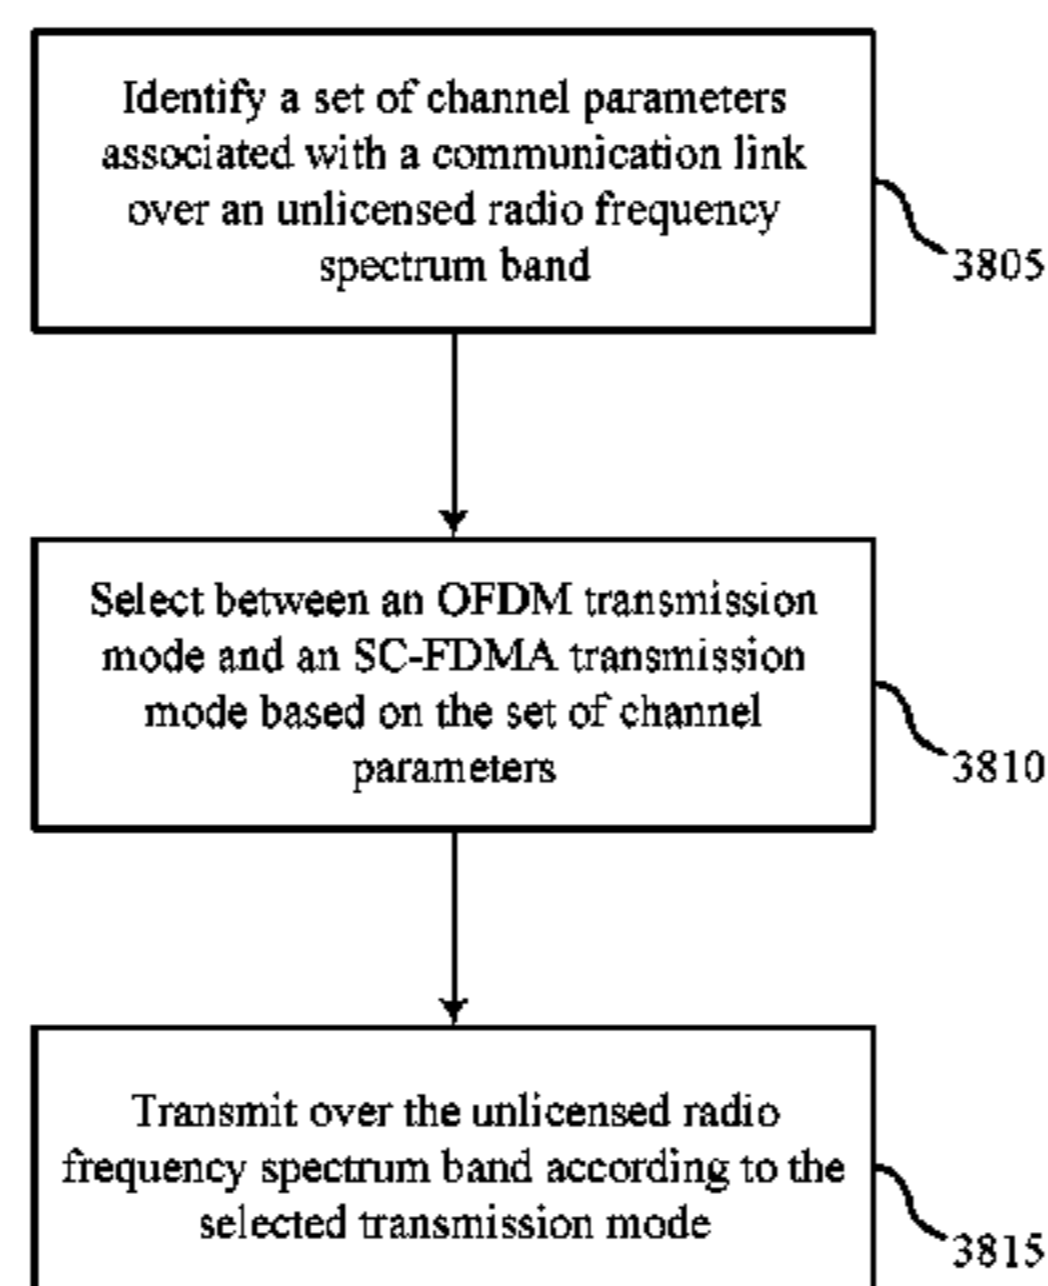 Identify a set of channel parameters
associated with a communication link
over an unlicensed radio frequency
spectrum band
3805
Select between an OFDM transmission
mode and an SC-FDMA transmission
mode based on the set of channel
parameters
3810
Transmit over the unlicensed radio
frequency spectrum band according to the
selected transmission mode
3815